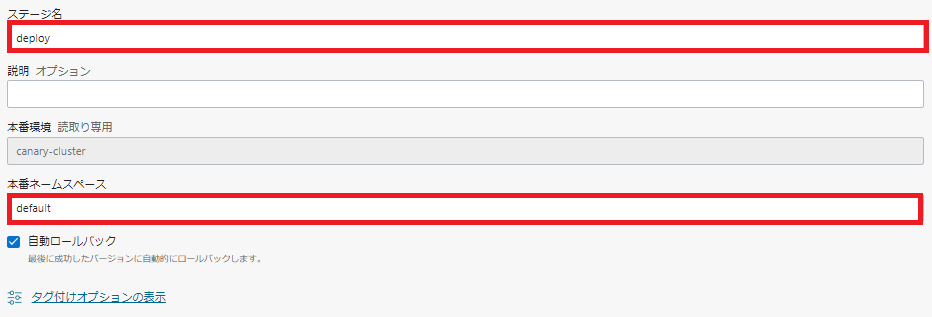 ステージ名
deploy
説明 オプション
本番環境 読取り専用
canary-cluster
本番ネームスペース
default
自動ロールバック
最後に成功したバージョンに自動的にロールバックします。
タグ付けオプションの表示